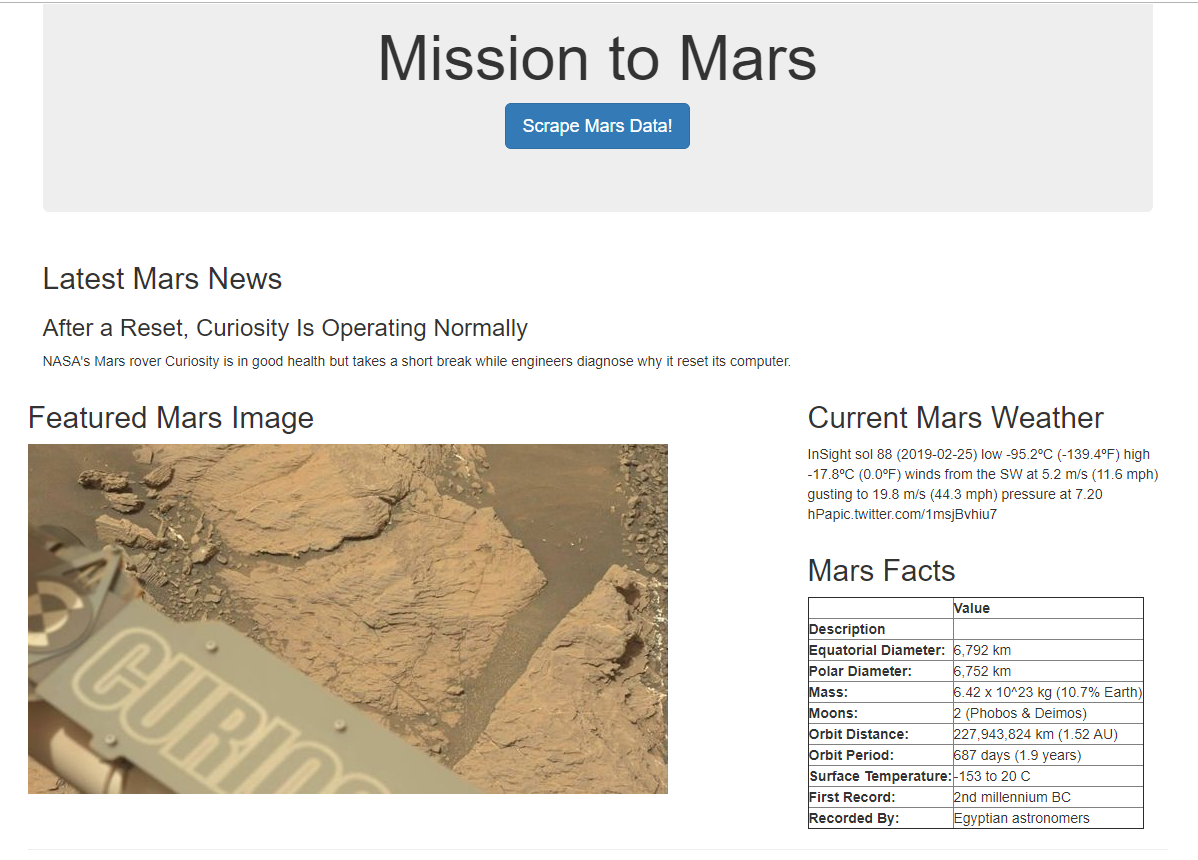 Mission to Mars
Scrape Mars Data!
Latest Mars News
After a Reset, Curiosity Is Operating Normally
NASA's Mars rover Curiosity is in good health but takes a short break while engineers diagnose why it reset its computer.
Featured Mars Image
CURIOS
Current Mars Weather
InSight sol 88 (2019-02-25) low -95.2ºC (-139.4ºF) high
-17.8ºC (0.0ºF) winds from the SW at 5.2 m/s (11.6 mph)
gusting to 19.8 m/s (44.3 mph) pressure at 7.20
hPapic.twitter.com/1msjBvhiu7
Mars Facts
Value
Description
Equatorial Diameter: 6,792 km
Polar Diameter: 6,752 km
Mass: 6.42 x 10^23 kg (10.7% Earth)
Moons: 2 (Phobos & Deimos)
Orbit Distance: 227,943,824 km (1.52 AU)
Orbit Period: 687 days (1.9 years)
Surface Temperature: -153 to 20 C
First Record: 2nd millennium BC
Recorded By: Egyptian astronomers